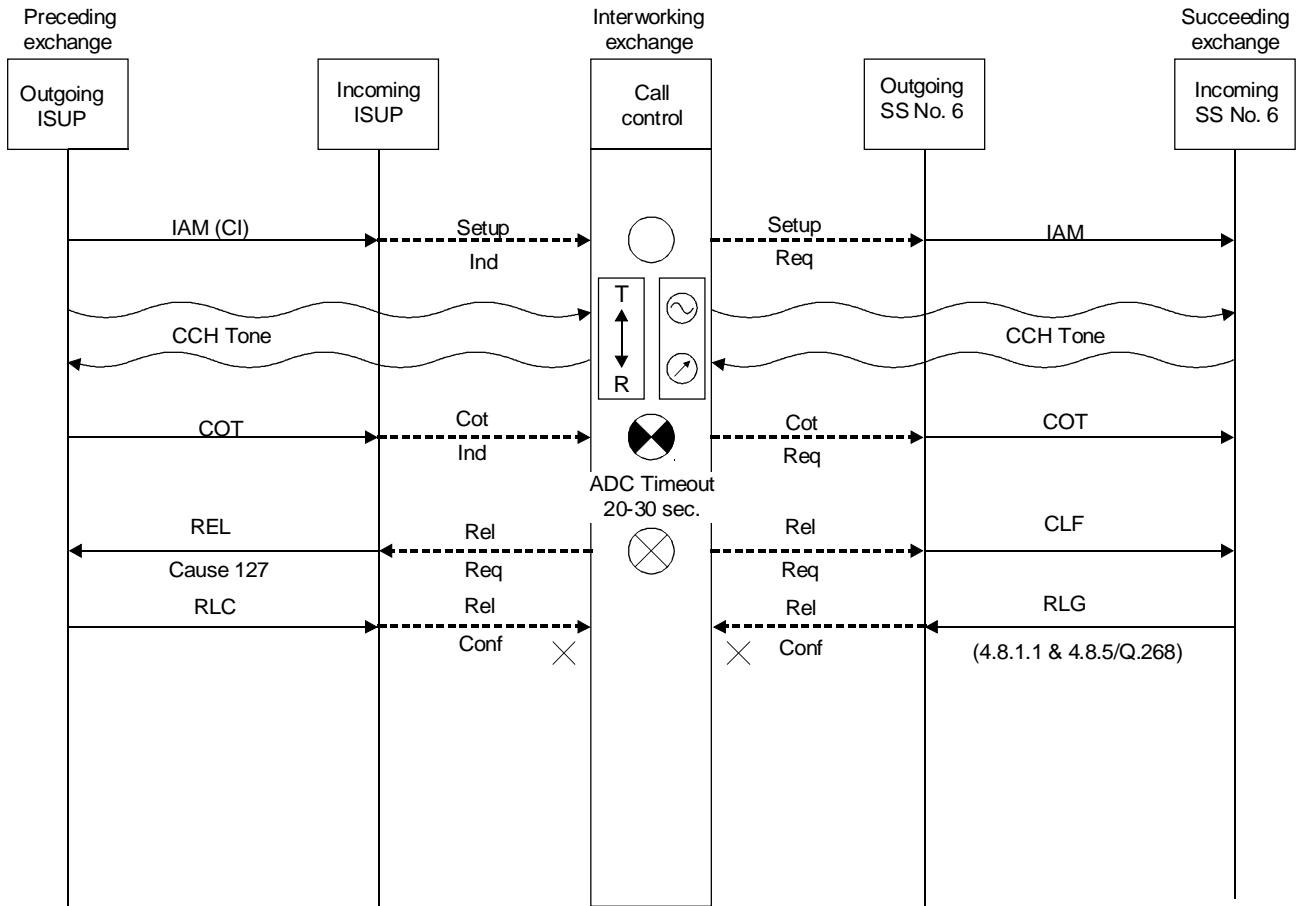 Preceding
exchange
Interworking
exchange
Succeeding
exchange
Outgoing
ISUP
Incoming
ISUP
Call
control
Outgoing
SS No. 6
Incoming
SS No. 6
IAM (CI)
Setup
Ind
Setup
Req
IAM
T
R
CCH Tone
CCH Tone
COT
Cot
Ind
Cot
Req
COT
ADC Timeout
20-30 sec.
REL
Cause 127
Rel
Req
Rel
Req
CLF
RLC
Rel
Conf
Rel
Conf
RLG
(4.8.1.1 & 4.8.5/Q.268)